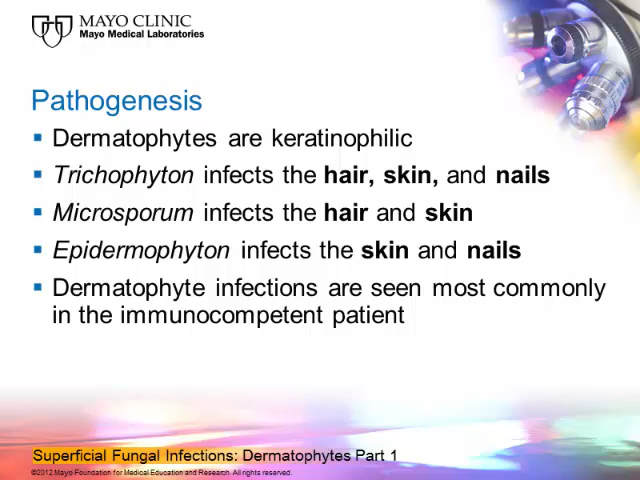 MAYO CLINIC
Mayo Medical Laboratories
Pathogenesis
▪ Dermatophytes are keratinophilic
▪ Trichophyton infects the hair, skin, and nails
▪ Microsporum infects the hair and skin
▪ Epidermophyton infects the skin and nails
▪ Dermatophyte infections are seen most commonly
in the immunocompetent patient
Superficial Fungal Infections: Dermatophytes Part 1
©2012 Mayo Foundation for Medical Education and Research. All rights reserved.